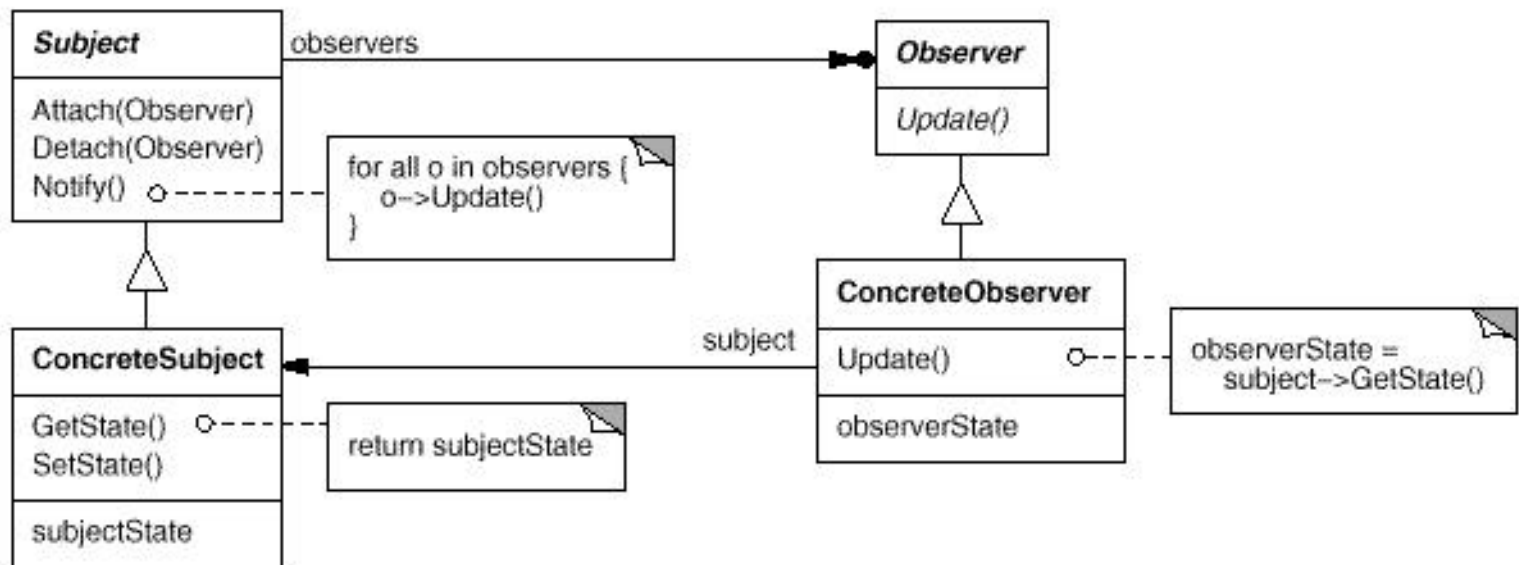 Subject
observers
Observer
Attach(Observer)
Detach(Observer)
Notify()
for all o in observers {
o->Update()
}
Update()
ConcreteSubject
subject
ConcreteObserver
GetState()
SetState()
return subjectState
Update()
observerState =
subject->GetState()
observerState
subjectState